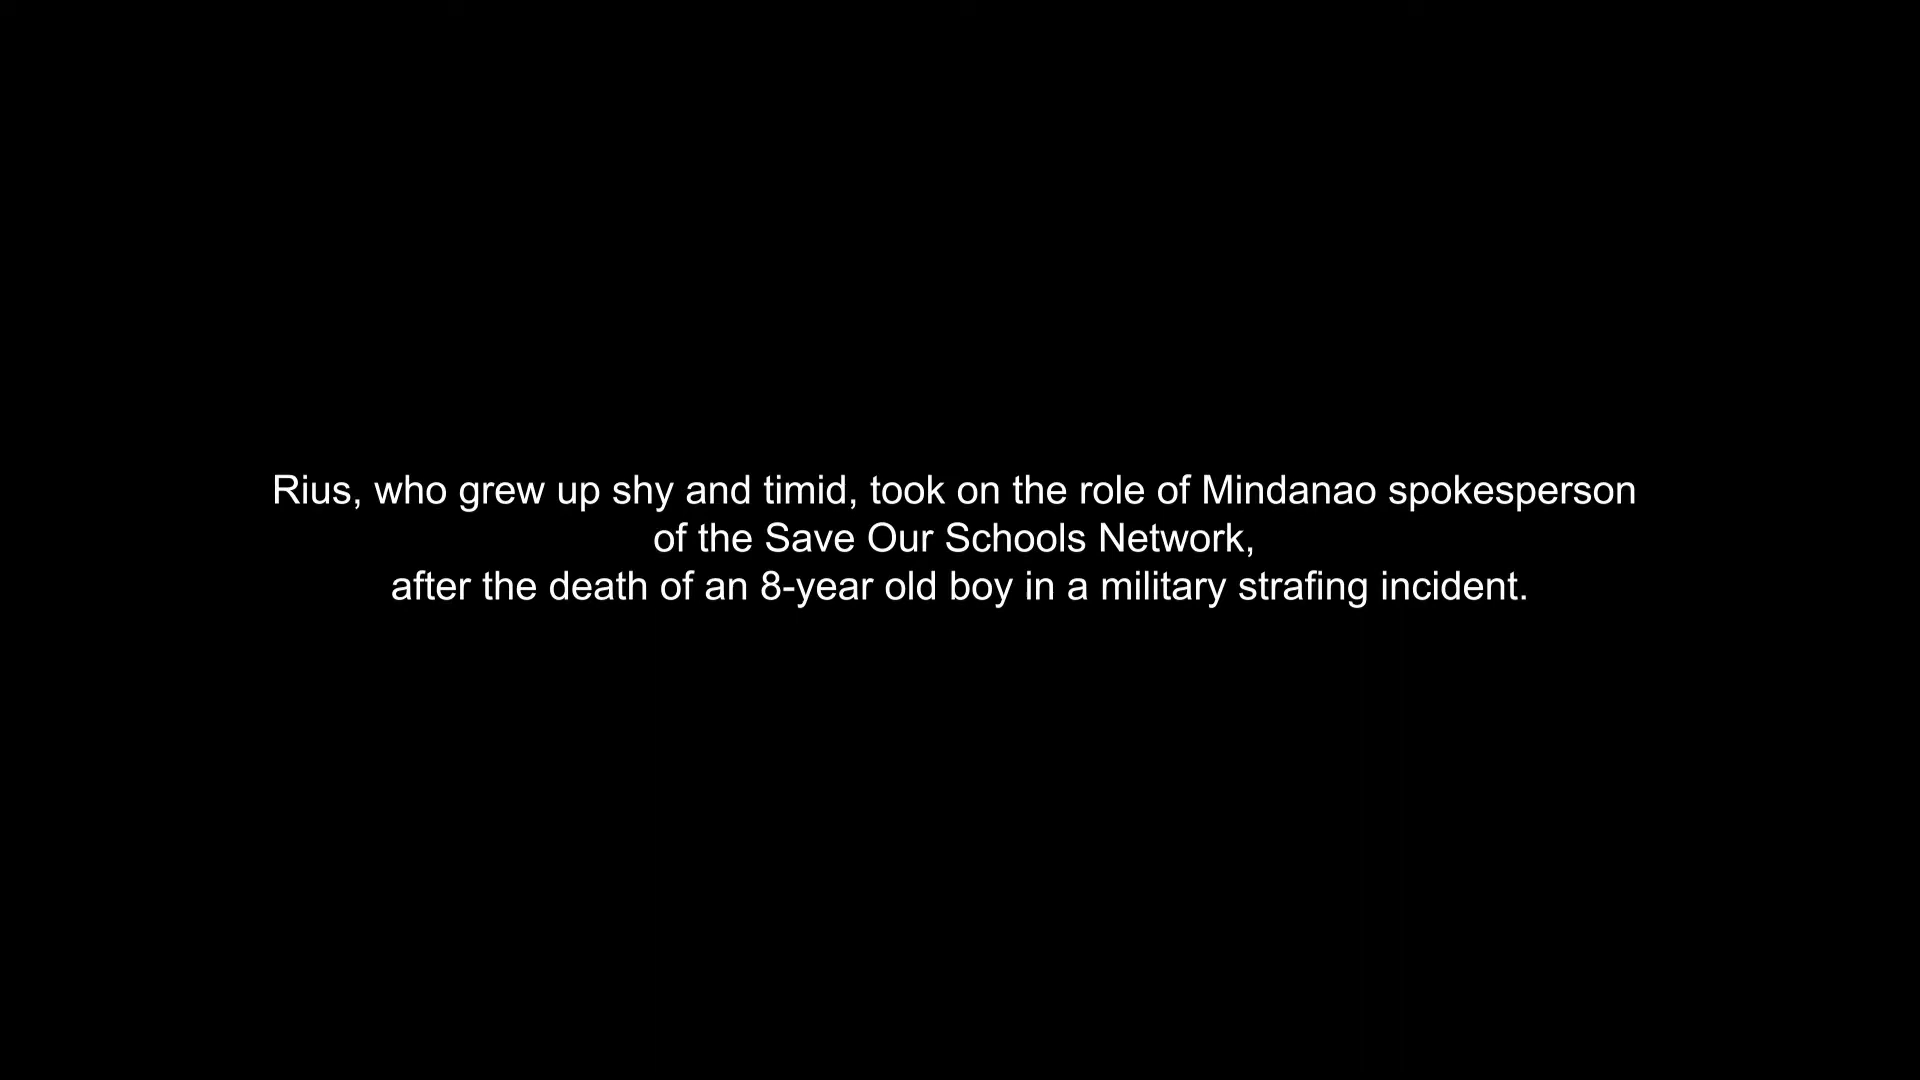 Rius, who grew up shy and timid, took on the role of Mindanao spokesperson
of the Save Our Schools Network,
after the death of an 8-year old boy in a military strafing incident.